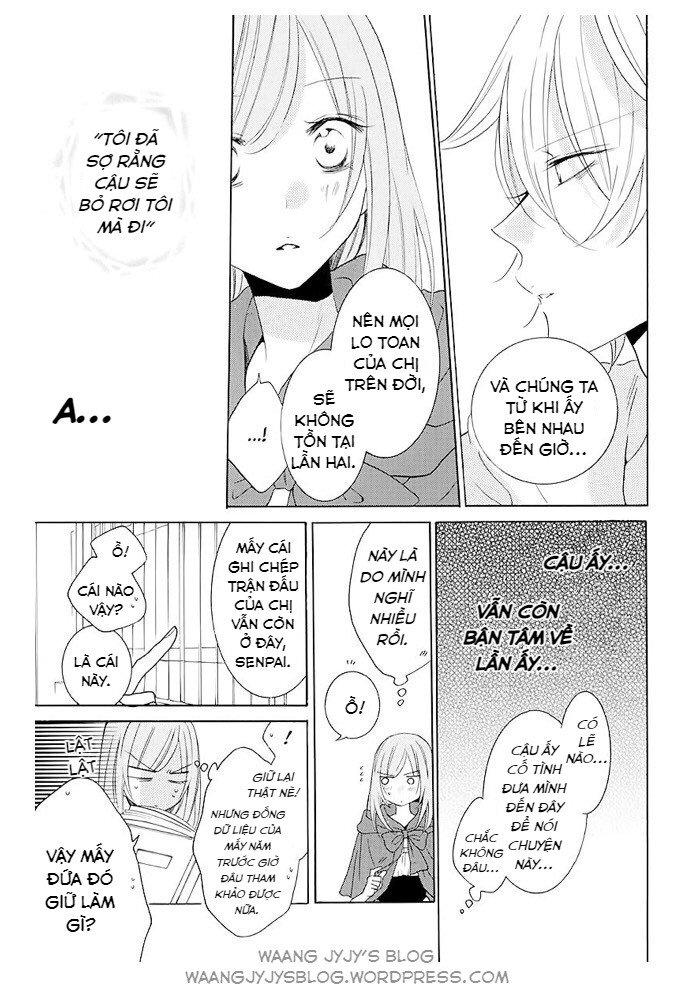 VÀ CHÚNG TA
TỪ KHI ẤY
BÊN NHAU
ĐẾN GIỜ...
NÊN MỌI
LO TOAN
CỦA CHỊ
TRÊN ĐỜI,
SẼ
KHÔNG
TỒN TẠI
LẦN HAI.
...!
"TÔI ĐÃ
SỢ RẰNG
CẬU SẼ
BỎ RƠI TÔI
MÀ ĐI"
A...
CẬU ẤY...
VẪN CÒN
BẬN TÂM VỀ
LẦN ẤY...
CÓ
LẼ
NÀO...
CẬU ẤY
CỐ TÌNH
ĐƯA MÌNH
ĐẾN ĐÂY
ĐỂ NÓI
CHUYỆN
NÀY...
CHẮC
KHÔNG
ĐÂU...
NÀY LÀ
DO MÌNH
NGHĨ
NHIỀU
RỒI.
Ồ!
MẤY CÁI
GHI CHÉP
TRẬN ĐẤU
CỦA CHỊ
VẪN CÒN
Ở ĐÂY,
SENPAI.
Ồ!
CÁI NÀO
VẬY?
LÀ CÁI
NÀY.
!
GIỮ LẠI
THẬT NÈ!
NHƯNG ĐỐNG
DỮ LIỆU CỦA
MẤY NĂM
TRƯỚC GIỜ
ĐÂU THAM
KHẢO ĐƯỢC
NỮA.
LẬT
LẬT
VẬY MẤY
ĐỨA ĐÓ
GIỮ LÀM
GÌ?
WAANG JYJY'S BLOG
WAANGJYJYSBLOG.WORDPRESS.COM